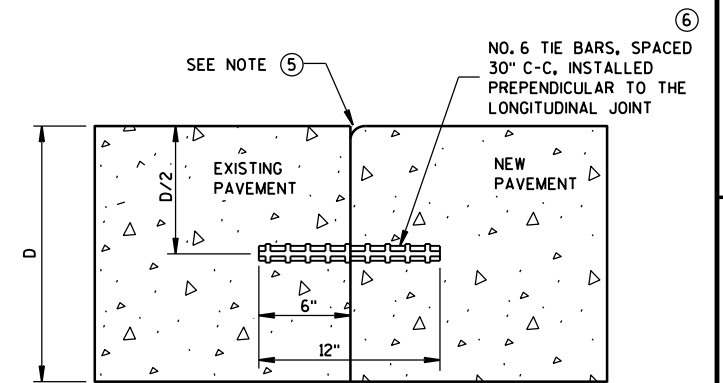 ⑥
NO. 6 TIE BARS, SPACED
30" C-C, INSTALLED
PREPENDICULAR TO THE
LONGITUDINAL JOINT
SEE NOTE ⑤
EXISTING
PAVEMENT
NEW
PAVEMENT
D/2
D
6"
12"